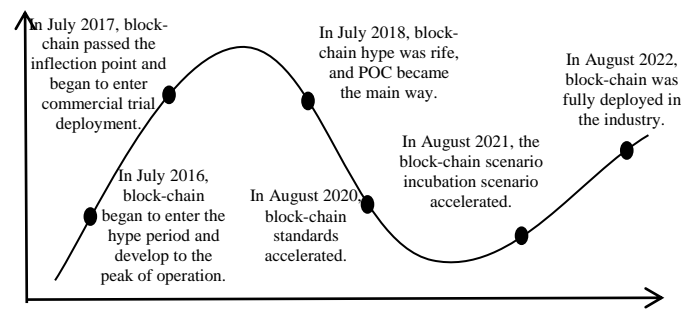 In July 2017, block-
chain passed the
inflection point and
began to enter
commercial trial
deployment.
In July 2016,
block-chain
began to enter the
hype period and
develop to the
peak of operation.
In July 2018, block-
chain hype was rife,
and POC became
the main way.
In August 2020,
block-chain
standards
accelerated.
In August 2021, the
block-chain scenario
incubation scenario
accelerated.
In August 2022,
block-chain was
fully deployed in
the industry.